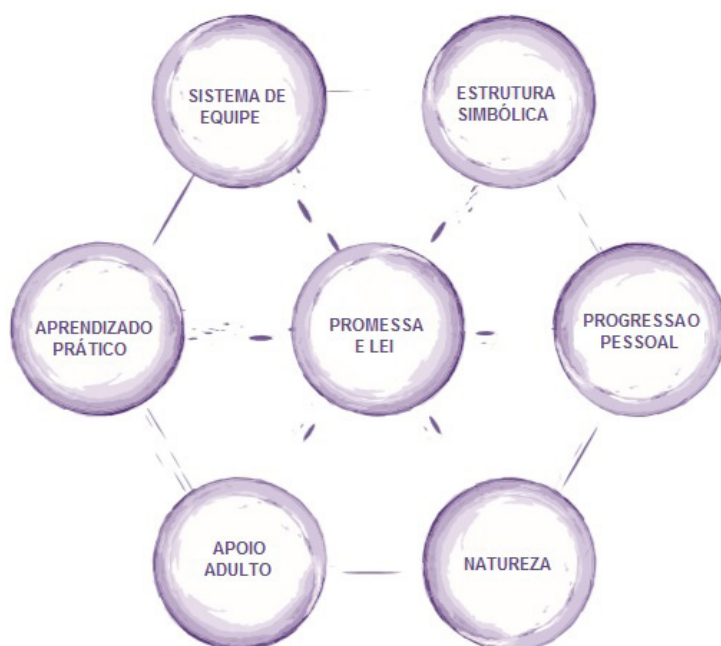 SISTEMA DE
EQUIPE
ESTRUTURA
SIMBÓLICA
APRENDIZADO
PRÁTICO
PROMESSA
E LEI
PROGRESSAO
PESSOAL
APOIO
ADULTO
NATUREZA